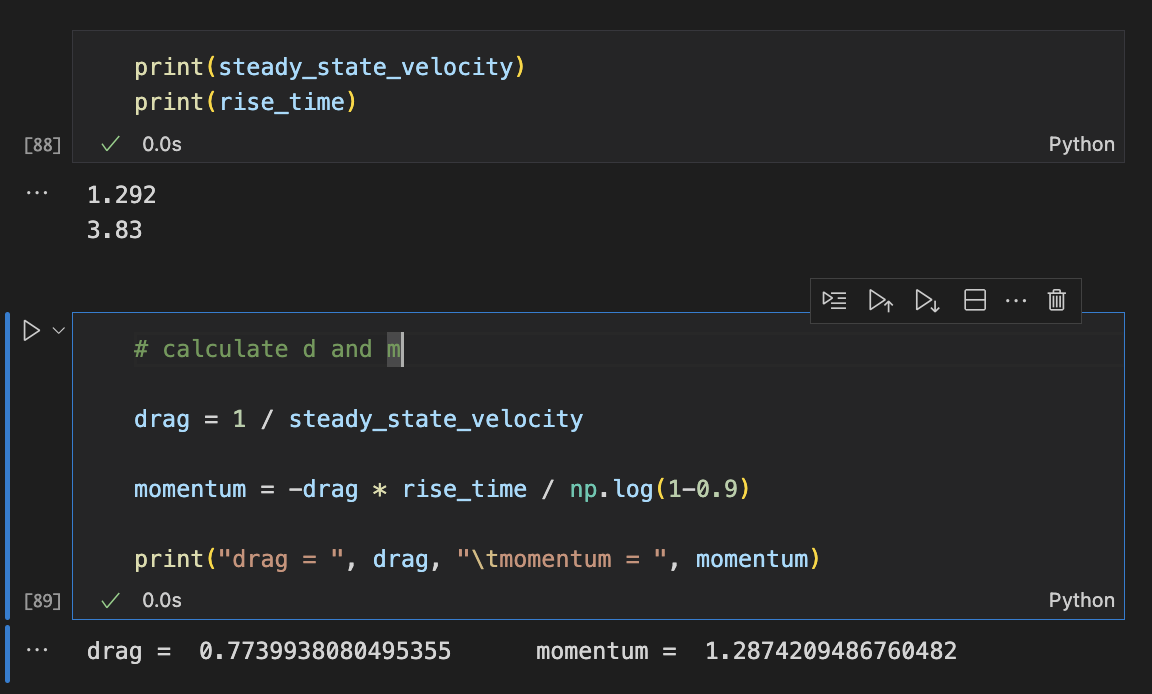 print(steady_state_velocity)
print(rise_time)
[88]
0.0s
Python
1.292
3.83
# calculate d and m
drag = 1 / steady_state_velocity
momentum = -drag * rise_time / np.log(1-0.9)
print("drag = ", drag, "\tmomentum = ", momentum)
[89]
0.0s
Python
drag =  0.7739938080495355 	momentum =  1.2874209486760482